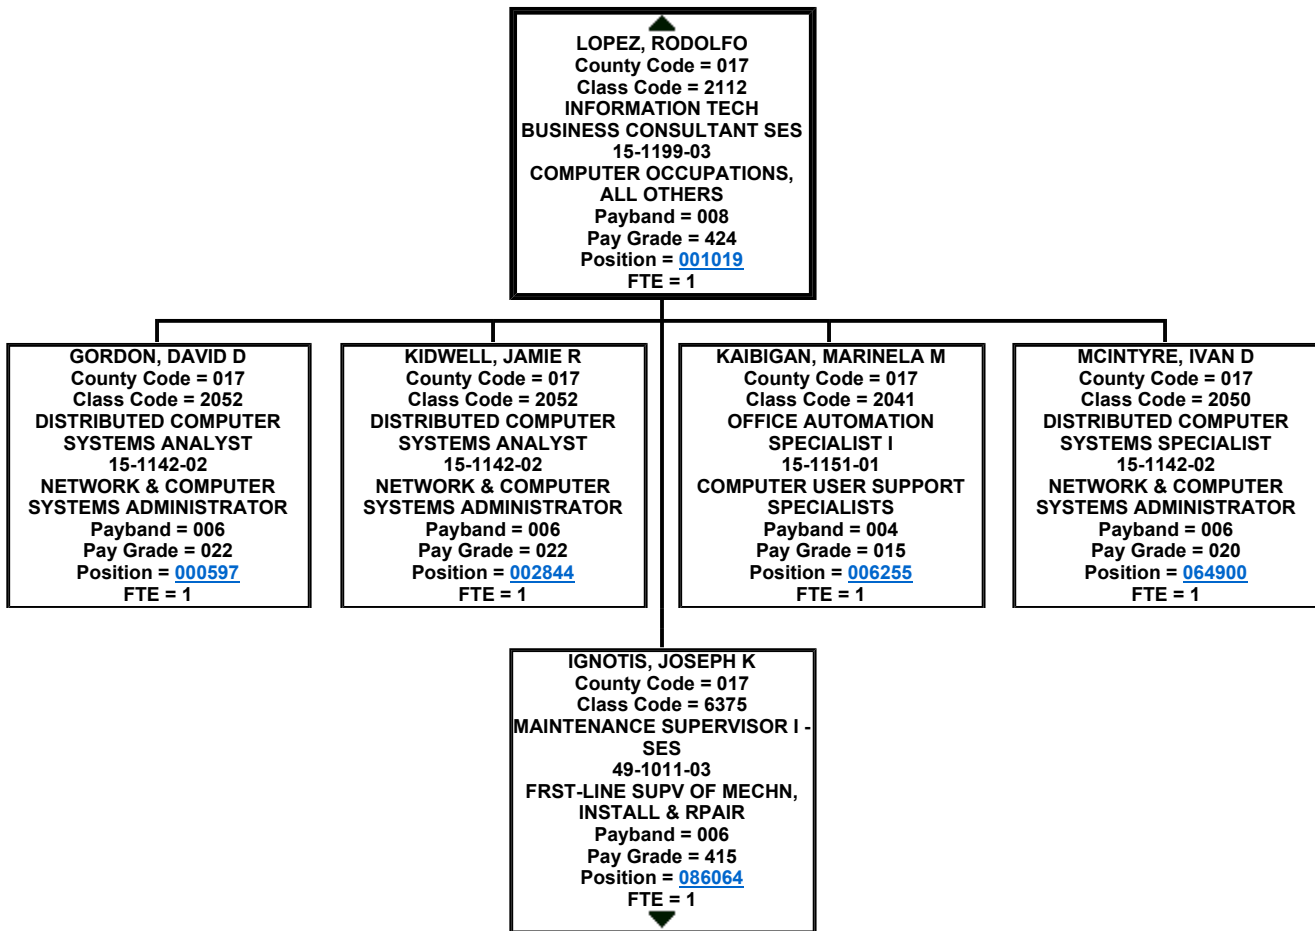 LOPEZ, RODOLFO
County Code = 017
Class Code = 2112
INFORMATION TECH
BUSINESS CONSULTANT SES
15-1199-03
COMPUTER OCCUPATIONS,
ALL OTHERS
Payband = 008
Pay Grade = 424
Position = 001019
FTE = 1
GORDON, DAVID D
County Code = 017
Class Code = 2052
DISTRIBUTED COMPUTER
SYSTEMS ANALYST
15-1142-02
NETWORK & COMPUTER
SYSTEMS ADMINISTRATOR
Payband = 006
Pay Grade = 022
Position = 000597
FTE = 1
KIDWELL, JAMIE R
County Code = 017
Class Code = 2052
DISTRIBUTED COMPUTER
SYSTEMS ANALYST
15-1142-02
NETWORK & COMPUTER
SYSTEMS ADMINISTRATOR
Payband = 006
Pay Grade = 022
Position = 002844
FTE = 1
KAIBIGAN, MARINELA M
County Code = 017
Class Code = 2041
OFFICE AUTOMATION
SPECIALIST I
15-1151-01
COMPUTER USER SUPPORT
SPECIALISTS
Payband = 004
Pay Grade = 015
Position = 006255
FTE = 1
MCINTYRE, IVAN D
County Code = 017
Class Code = 2050
DISTRIBUTED COMPUTER
SYSTEMS SPECIALIST
15-1142-02
NETWORK & COMPUTER
SYSTEMS ADMINISTRATOR
Payband = 006
Pay Grade = 020
Position = 064900
FTE = 1
IGNOTIS, JOSEPH K
County Code = 017
Class Code = 6375
MAINTENANCE SUPERVISOR I -
SES
49-1011-03
FRST-LINE SUPV OF MECHN,
INSTALL & RPAIR
Payband = 006
Pay Grade = 415
Position = 086064
FTE = 1